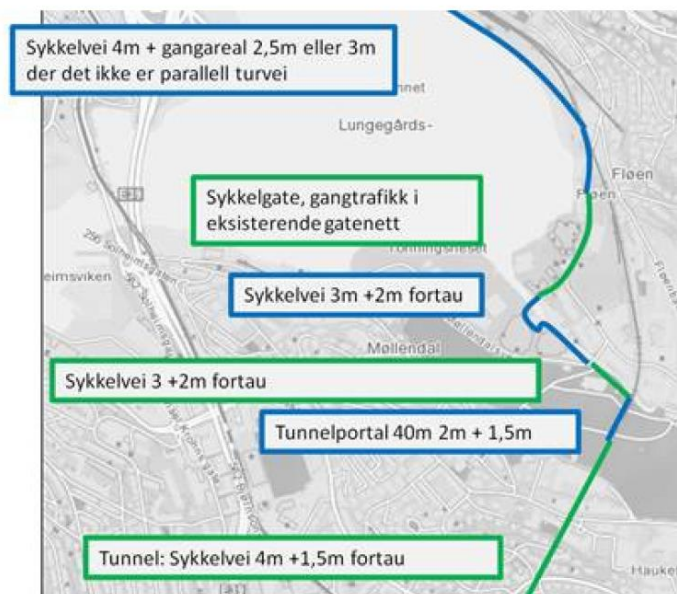 Sykkelvei 4m + gangareal 2,5m eller 3m
der det ikke er parallell turvei
Lungegårds-
Fløen
Sykkelgate, gangtrafikk i
eksisterende gatenett
Fløen
Solheimsgaten
Sykkelvei 3m +2m fortau
Møllendal
Sykkelvei 3 +2m fortau
Tunnelportal 40m 2m + 1,5m
Tunnel: Sykkelvei 4m +1,5m fortau